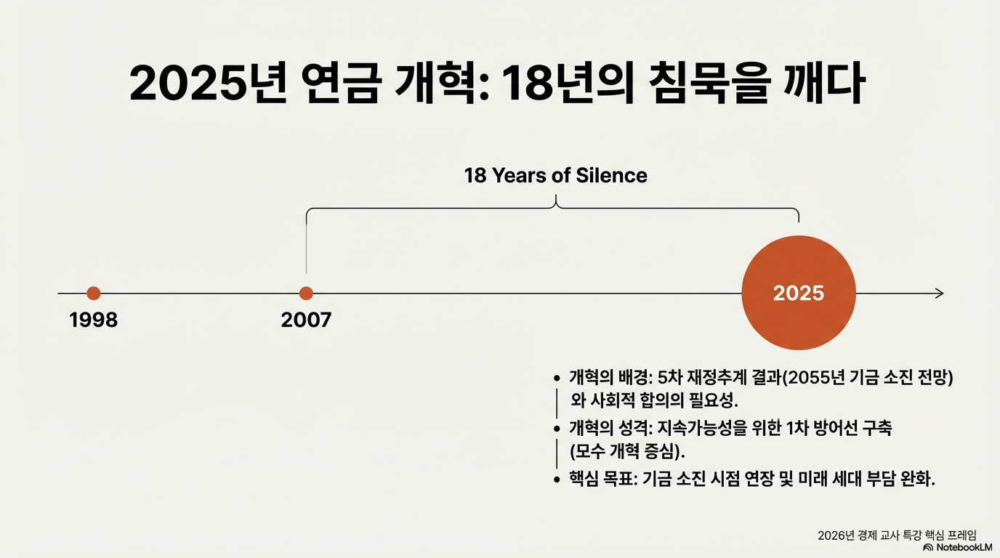 2025년 연금 개혁: 18년의 침묵을 깨다
18 Years of Silence
2025
1998
2007
• 개혁의 배경: 5차 재정추계 결과(2055년 기금 소진 전망)
와 사회적 합의의 필요성.
• 개혁의 성격: 지속가능성을 위한 1차 방어선 구축
(모수 개혁 중심).
• 핵심 목표: 기금 소진 시점 연장 및 미래 세대 부담 완화.
2026년 경제 교사 특강 핵심 프레임
NotebookLM